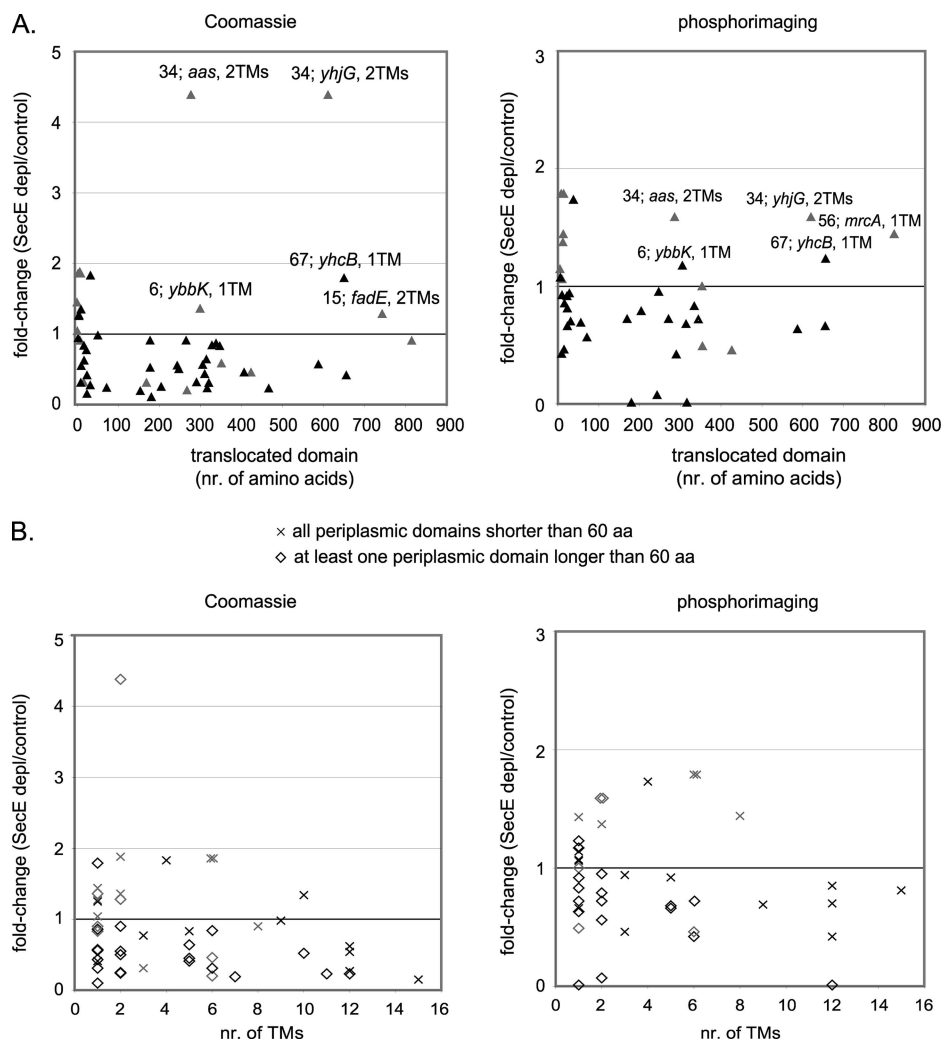 A.
Coomassie
phosphorimaging
fold-change (SecE depl/control)
5
4
3
2
1
0
34; aas, 2TMs
34; yhjG, 2TMs
67; yhcB, 1TM
6; ybbK, 1TM
15; fadE, 2TMs
0 100 200 300 400 500 600 700 800 900
translocated domain
(nr. of amino acids)
fold-change (SecE depl/control)
3
2
1
0
34; aas, 2TMs
34; yhjG, 2TMs
56; mrcA, 1TM
67; yhcB, 1TM
6; ybbK, 1TM
0 100 200 300 400 500 600 700 800 900
translocated domain
(nr. of amino acids)
B.
× all periplasmic domains shorter than 60 aa
◇ at least one periplasmic domain longer than 60 aa
Coomassie
phosphorimaging
fold-change (SecE depl/control)
5
4
3
2
1
0
0 2 4 6 8 10 12 14 16
nr. of TMs
fold-change (SecE depl/control)
3
2
1
0
0 2 4 6 8 10 12 14 16
nr. of TMs